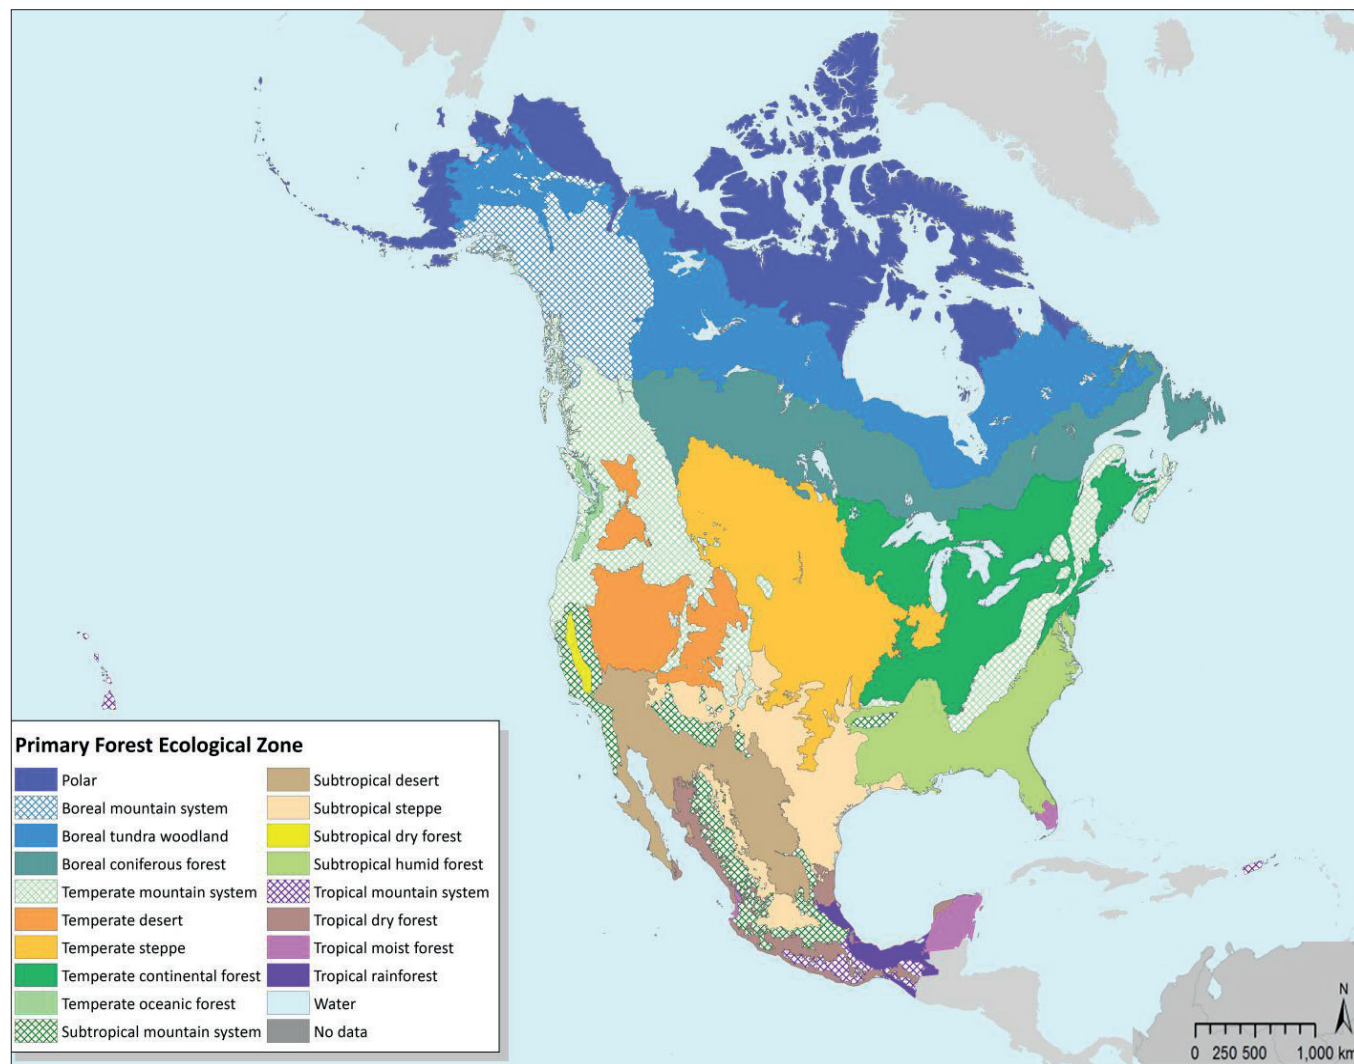 Primary Forest Ecological Zone
Polar
Boreal mountain system
Boreal tundra woodland
Boreal coniferous forest
Temperate mountain system
Temperate desert
Temperate steppe
Temperate continental forest
Temperate oceanic forest
Subtropical mountain system
Subtropical desert
Subtropical steppe
Subtropical dry forest
Subtropical humid forest
Tropical mountain system
Tropical dry forest
Tropical moist forest
Tropical rainforest
Water
No data
N
0 250 500 1,000 km